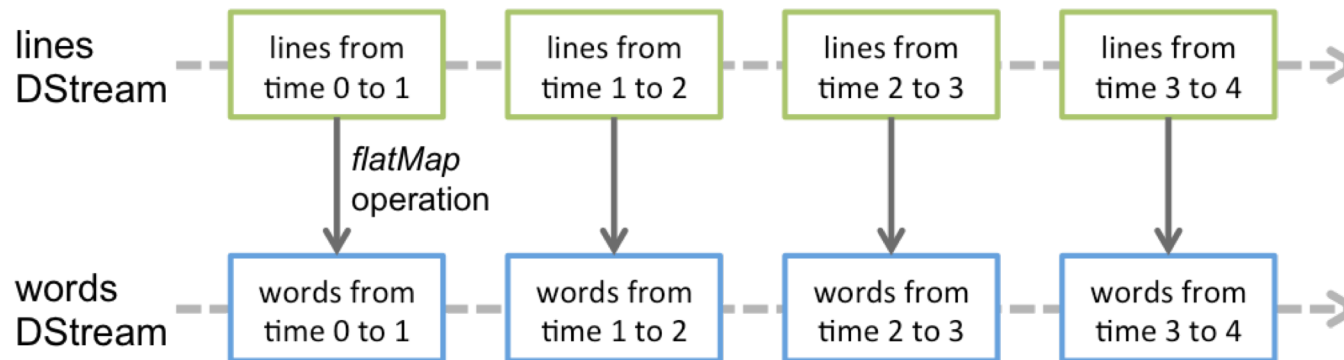 lines
DStream
lines from
time 0 to 1
lines from
time 1 to 2
lines from
time 2 to 3
lines from
time 3 to 4
flatMap
operation
words
DStream
words from
time 0 to 1
words from
time 1 to 2
words from
time 2 to 3
words from
time 3 to 4